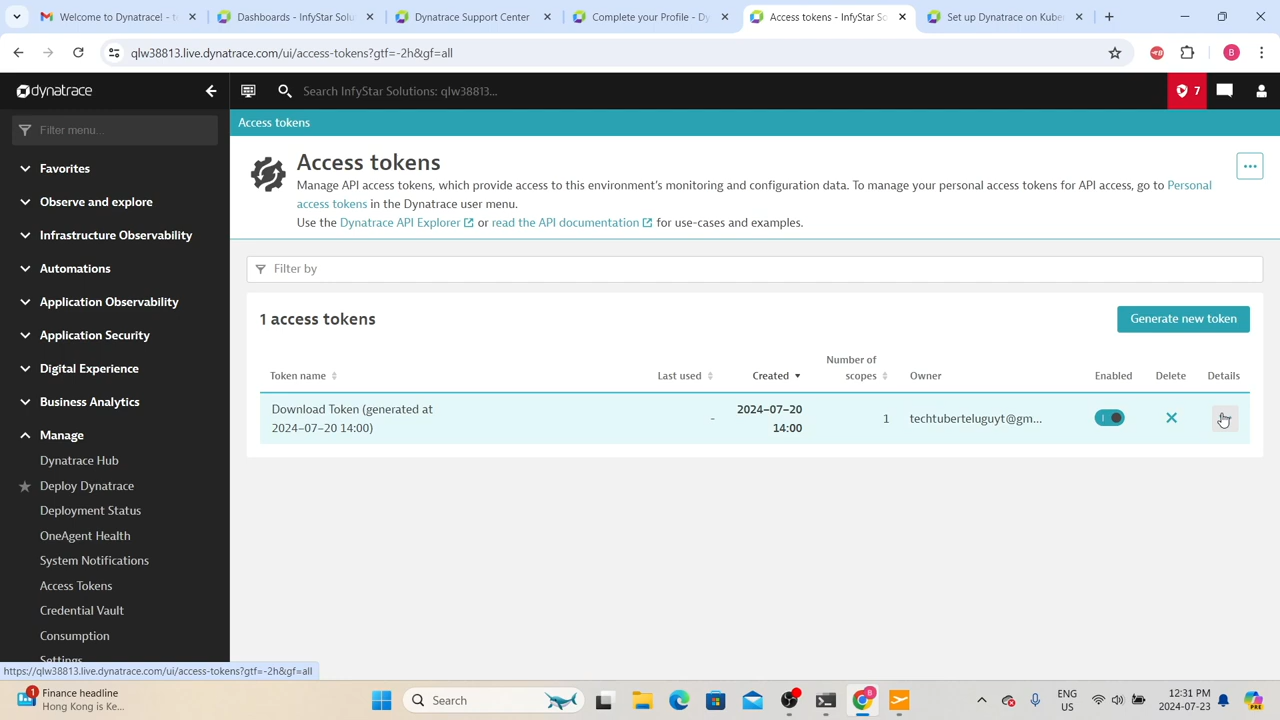 Welcome to Dynatrace! - t
Dashboards - InfyStar Solu
Dynatrace Support Center
Complete your Profile - Dy
Access tokens - InfyStar So
Set up Dynatrace on Kube
qlw38813.live.dynatrace.com/ui/access-tokens?gtf=-2h&gf=all
B
dynatrace
Search InfyStar Solutions: qlw38813...
7
Filter menu...
Access tokens
Favorites
Observe and explore
Infrastructure Observability
Automations
Application Observability
Application Security
Digital Experience
Business Analytics
Manage
Dynatrace Hub
Deploy Dynatrace
Deployment Status
OneAgent Health
System Notifications
Access Tokens
Credential Vault
Consumption
Settings
Access tokens
Manage API access tokens, which provide access to this environment's monitoring and configuration data. To manage your personal access tokens for API access, go to Personal
access tokens in the Dynatrace user menu.
Use the Dynatrace API Explorer or read the API documentation for use-cases and examples.
Filter by
1 access tokens
Generate new token
Token name
Last used
Created
Number of
scopes
Owner
Enabled
Delete
Details
Download Token (generated at
2024-07-20 14:00)
-
2024-07-20
14:00
1
techtuberteluguyt@gm...
https://qlw38813.live.dynatrace.com/ui/access-tokens?gtf=-2h&gf=all
1
Finance headline
Hong Kong is Ke...
Search
B
ENG
US
12:31 PM
2024-07-23
PRE